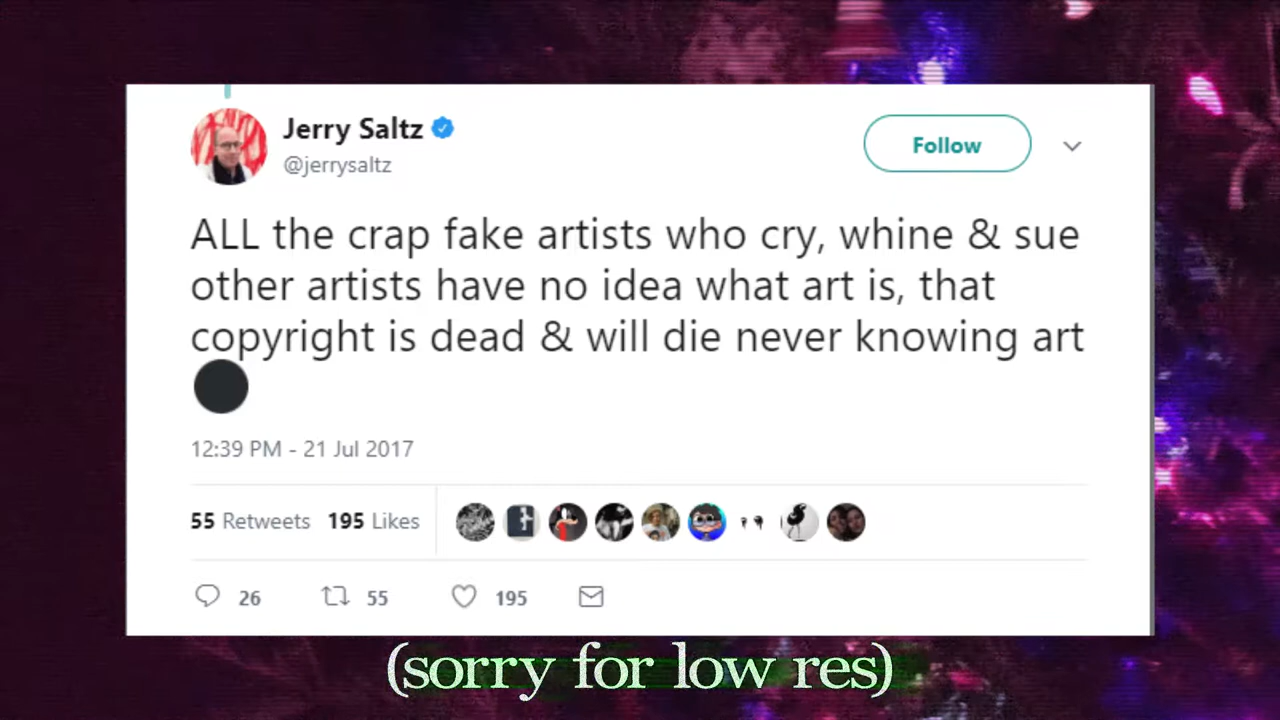 Jerry Saltz
@jerrysaltz
Follow
ALL the crap fake artists who cry, whine & sue
other artists have no idea what art is, that
copyright is dead & will die never knowing art
12:39 PM - 21 Jul 2017
55 Retweets 195 Likes
26 55 195
(sorry for low res)